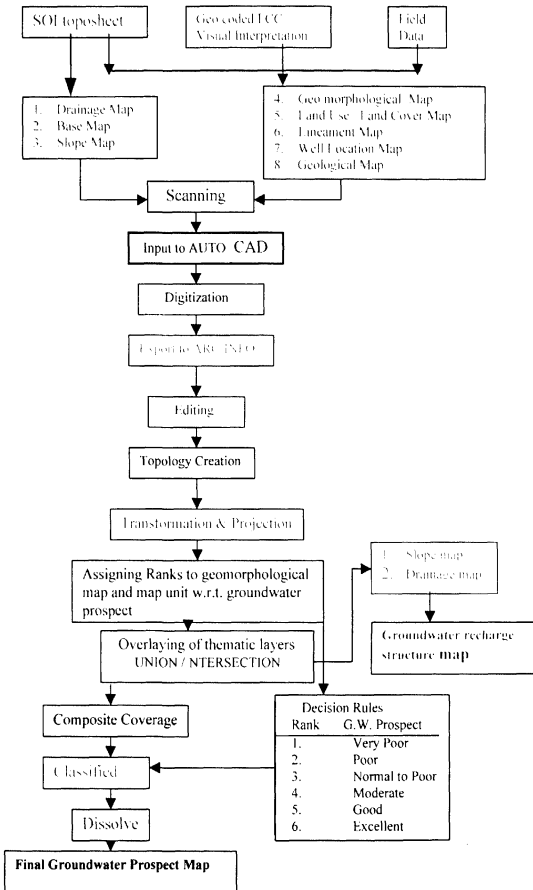 SOI toposheet
Geo coded FCC
Visual Interpretation
Field
Data
1. Drainage Map
2. Base Map
3. Slope Map
4. Geo morphological Map
5. Land Use Land Cover Map
6. Lineament Map
7. Well Location Map
8 Geological Map
Scanning
Input to AUTO CAD
Digitization
Export to ARC INFO
Editing
Topology Creation
Transformation & Projection
Assigning Ranks to geomorphological
map and map unit w.r.t. groundwater
prospect
1. Slope map
2. Drainage map
Overlaying of thematic layers
UNION / NTERSECTION
Groundwater recharge
structure map
Composite Coverage
Decision Rules
Rank G.W. Prospect
1. Very Poor
2. Poor
3. Normal to Poor
4. Moderate
5. Good
6. Excellent
Classified
Dissolve
Final Groundwater Prospect Map